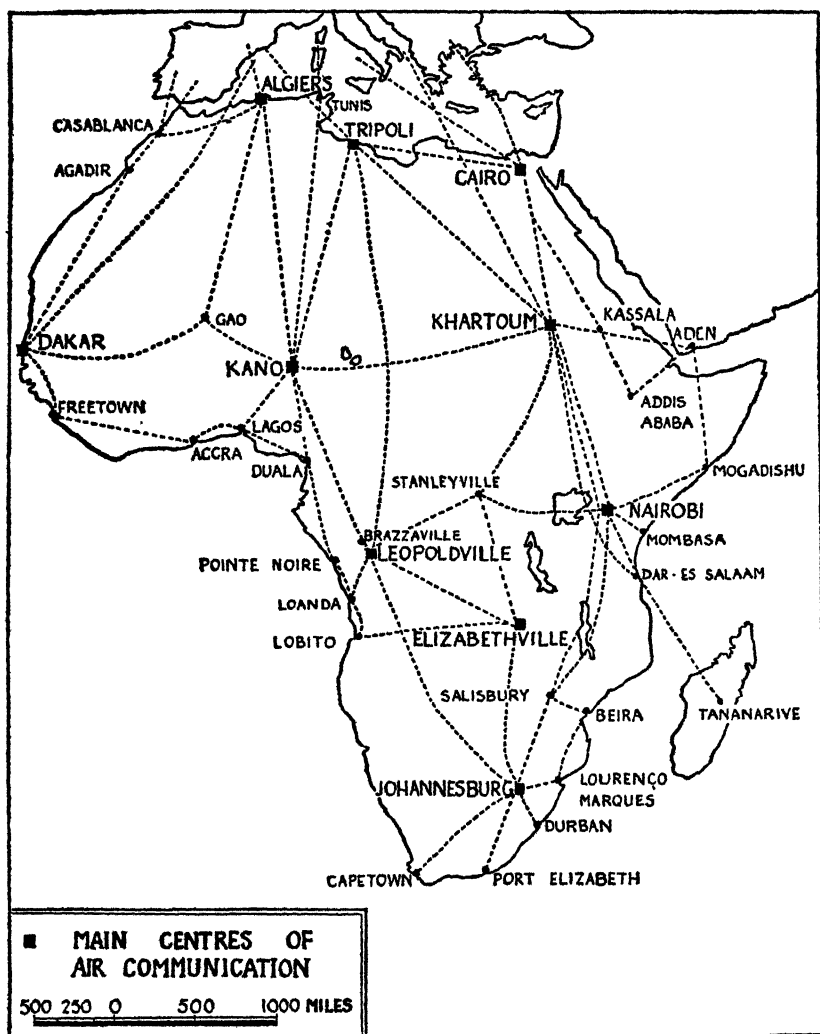 ALGIERS
TUNIS
CASABLANCA
TRIPOLI
AGADIR
CAIRO
GAO
KHARTOUM
KASSALA
DAKAR
ADEN
KANO
FREETOWN
LAGOS
ADDIS
ABABA
ACCRA
DUALA
STANLEYVILLE
MOGADISHU
NAIROBI
BRAZZAVILLE
LEOPOLDVILLE
MOMBASA
POINTE NOIRE
DAR-ES SALAAM
LOANDA
LOBITO
ELIZABETHVILLE
SALISBURY
BEIRA
TANANARIVE
JOHANNESBURG
LOURENÇO
MARQUES
DURBAN
CAPETOWN
PORT ELIZABETH
MAIN CENTRES OF
AIR COMMUNICATION
500 250 0 500 1000 MILES